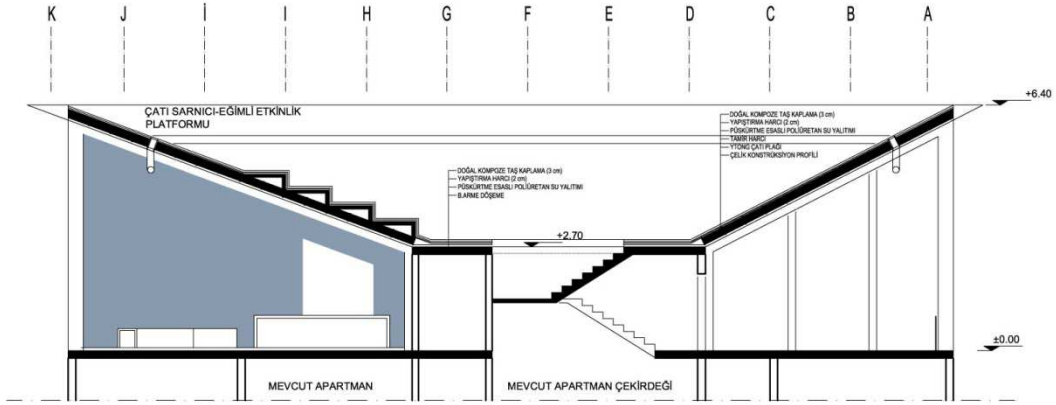 K J İ I H G F E D C B A
+6.40
ÇATI SARNICI-EĞİMLİ ETKİNLİK
PLATFORMU
DOĞAL KOMPOZE TAŞ KAPLAMA (3 cm)
YAPIŞTIRMA HARCI (2 cm)
PÜSKÜRTME ESASLI POLİÜRETAN SU YALITIMI
TAMİR HARCI
YTONG ÇATI PLAĞI
ÇELİK KONSTRÜKSİYON PROFİLİ
DOĞAL KOMPOZE TAŞ KAPLAMA (3 cm)
YAPIŞTIRMA HARCI (2 cm)
PÜSKÜRTME ESASLI POLİÜRETAN SU YALITIMI
B.ARME DÖŞEME
+2.70
±0.00
MEVCUT APARTMAN
MEVCUT APARTMAN ÇEKİRDEĞİ